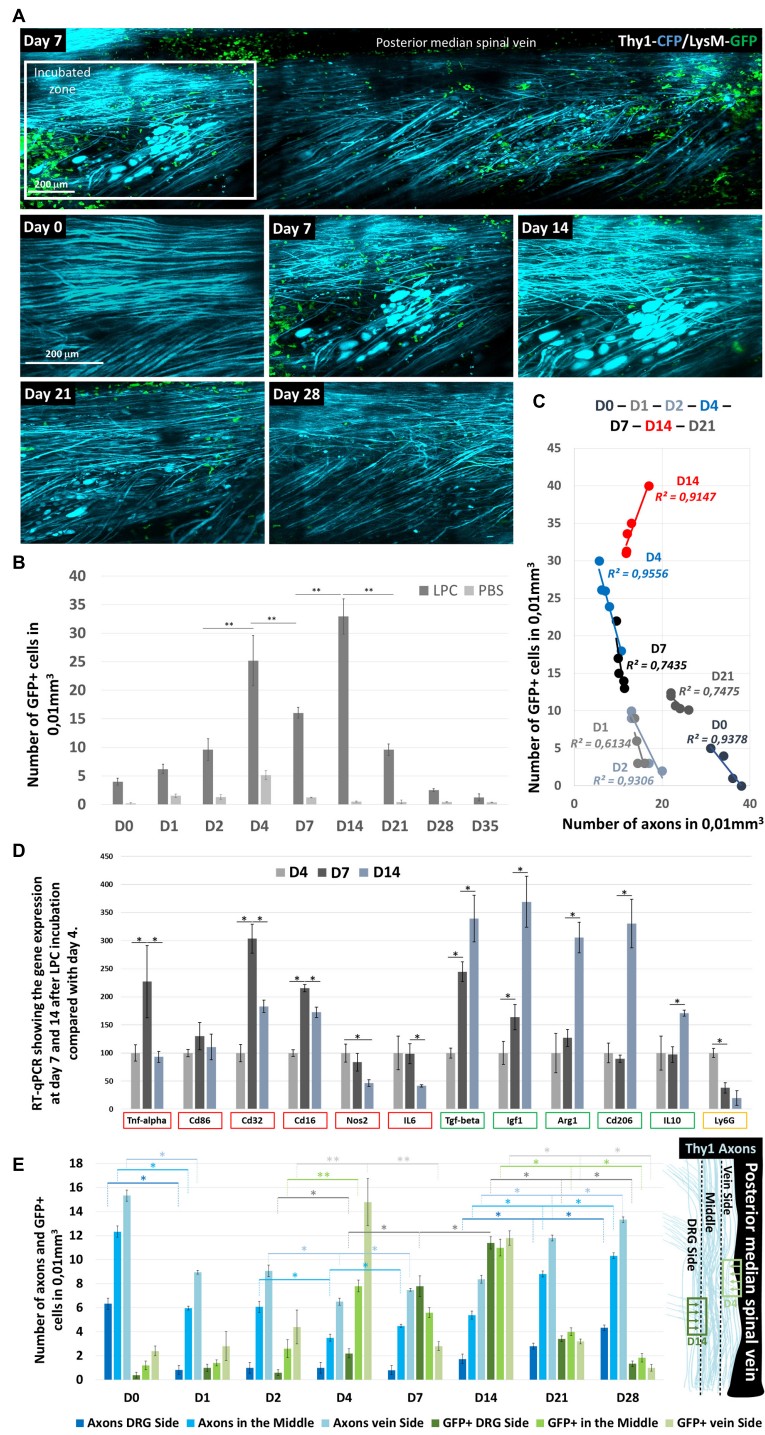 A
Day 7
Posterior median spinal vein
Thy1-CFP/LysM-GFP
Incubated
zone
200 µm
Day 0
Day 7
Day 14
200 µm
Day 21
Day 28
C
D0 – D1 – D2 – D4 –
D7 – D14 – D21
Number of GFP+ cells in 0,01mm³
45
40
35
30
25
20
15
10
5
0
D14
R² = 0,9147
D4
R² = 0,9556
D7
R² = 0,7435
D21
R² = 0,7475
D1
R² = 0,6134
D0
R² = 0,9378
D2
R² = 0,9306
0 20 40
Number of axons in 0,01mm³
B
Number of GFP+ cells in
0,01mm³
40
35
30
25
20
15
10
5
0
LPC PBS
** ** ** **
D0 D1 D2 D4 D7 D14 D21 D28 D35
D
RT-qPCR showing the gene expression
at day 7 and 14 after LPC incubation
compared with day 4.
450
400
350
300
250
200
150
100
50
0
D4 D7 D14
* * * * * * * * * * * * * * * *
Tnf-alpha Cd86 Cd32 Cd16 Nos2 IL6 Tgf-beta Igf1 Arg1 Cd206 IL10 Ly6G
E
Number of axons and GFP+
cells in 0,01mm³
18
16
14
12
10
8
6
4
2
0
D0 D1 D2 D4 D7 D14 D21 D28
Axons DRG Side Axons in the Middle Axons vein Side GFP+ DRG Side GFP+ in the Middle GFP+ vein Side
Thy1 Axons
DRG Side
Middle
Vein Side
Posterior median spinal vein
D4
D14